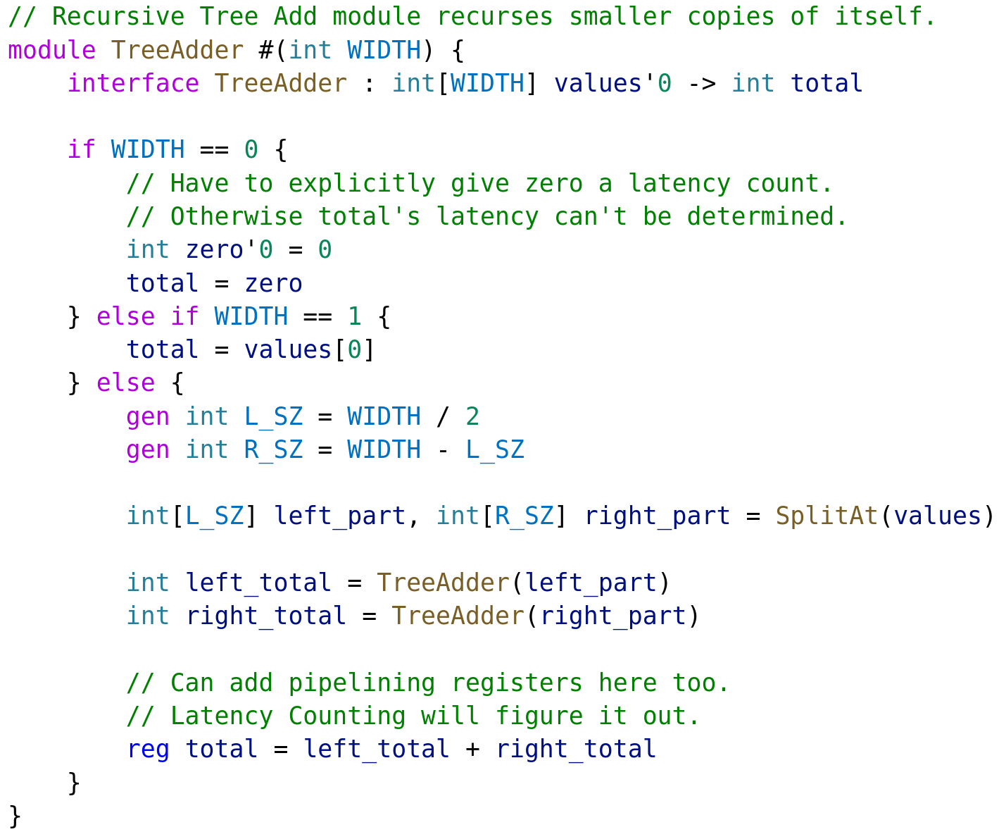 // Recursive Tree Add module recurses smaller copies of itself.
module TreeAdder #(int WIDTH) {
    interface TreeAdder : int[WIDTH] values'0 -> int total

    if WIDTH == 0 {
        // Have to explicitly give zero a latency count.
        // Otherwise total's latency can't be determined.
        int zero'0 = 0
        total = zero
    } else if WIDTH == 1 {
        total = values[0]
    } else {
        gen int L_SZ = WIDTH / 2
        gen int R_SZ = WIDTH - L_SZ

        int[L_SZ] left_part, int[R_SZ] right_part = SplitAt(values)

        int left_total = TreeAdder(left_part)
        int right_total = TreeAdder(right_part)

        // Can add pipelining registers here too.
        // Latency Counting will figure it out.
        reg total = left_total + right_total
    }
}